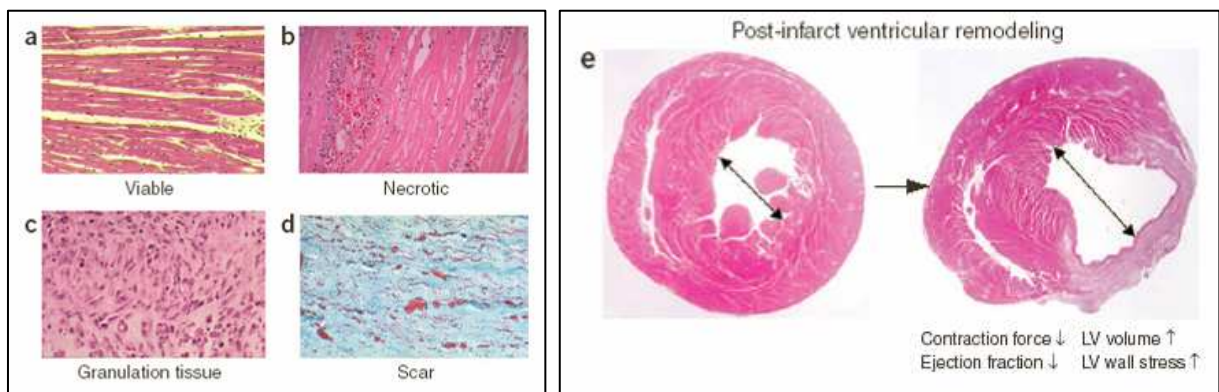 a
b
Viable
Necrotic
c
d
Granulation tissue
Scar
Post-infarct ventricular remodeling
e
Contraction force ↓ LV volume ↑
Ejection fraction ↓ LV wall stress ↑